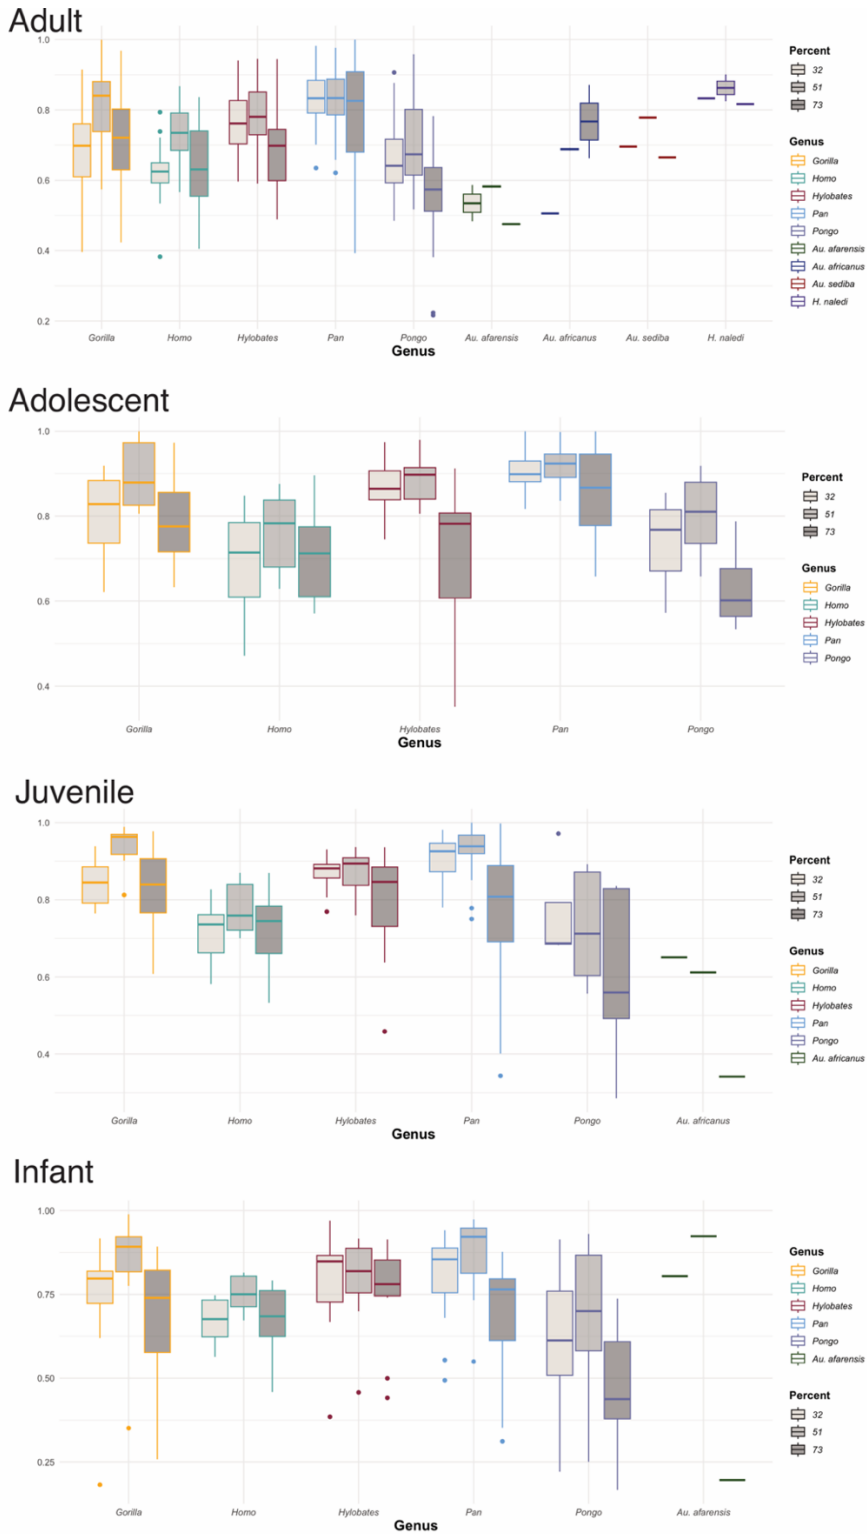 Adult
1.0
0.8
0.6
0.4
0.2
Gorilla Homo Hylobates Pan Pongo Au. afarensis Au. africanus Au. sediba H. naledi
Genus
Percent
32
51
73
Genus
Gorilla
Homo
Hylobates
Pan
Pongo
Au. afarensis
Au. africanus
Au. sediba
H. naledi
Adolescent
1.0
0.8
0.6
0.4
Gorilla Homo Hylobates Pan Pongo
Genus
Percent
32
51
73
Genus
Gorilla
Homo
Hylobates
Pan
Pongo
Juvenile
1.0
0.8
0.6
0.4
Gorilla Homo Hylobates Pan Pongo Au. africanus
Genus
Percent
32
51
73
Genus
Gorilla
Homo
Hylobates
Pan
Pongo
Au. africanus
Infant
1.00
0.75
0.50
0.25
Gorilla Homo Hylobates Pan Pongo Au. afarensis
Genus
Genus
Gorilla
Homo
Hylobates
Pan
Pongo
Au. afarensis
Percent
32
51
73